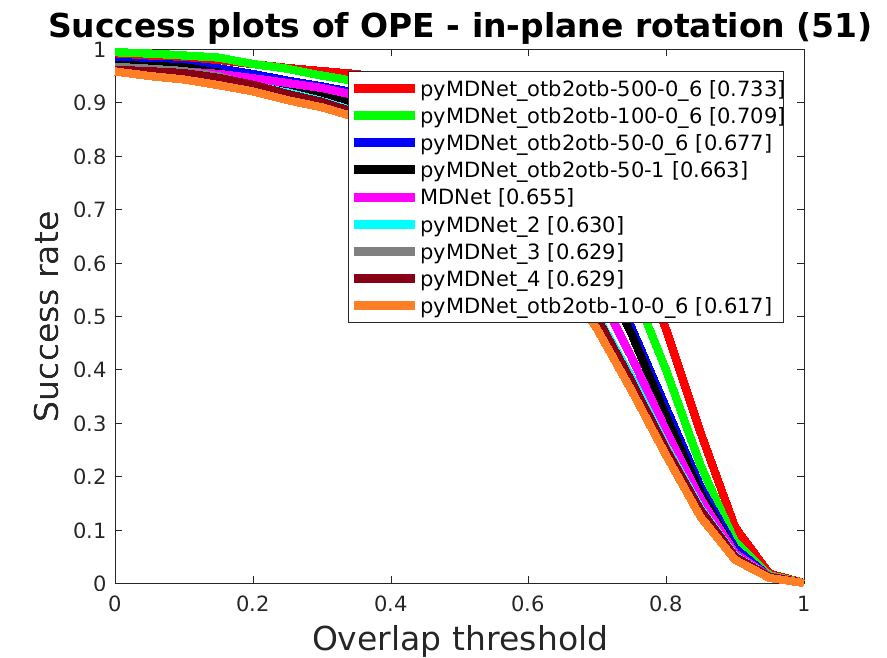 Success plots of OPE - in-plane rotation (51)
1
0.9
0.8
0.7
0.6
0.5
0.4
0.3
0.2
0.1
0
Success rate
pyMDNet_otb2otb-500-0_6 [0.733]
pyMDNet_otb2otb-100-0_6 [0.709]
pyMDNet_otb2otb-50-0_6 [0.677]
pyMDNet_otb2otb-50-1 [0.663]
MDNet [0.655]
pyMDNet_2 [0.630]
pyMDNet_3 [0.629]
pyMDNet_4 [0.629]
pyMDNet_otb2otb-10-0_6 [0.617]
0 0.2 0.4 0.6 0.8 1
Overlap threshold